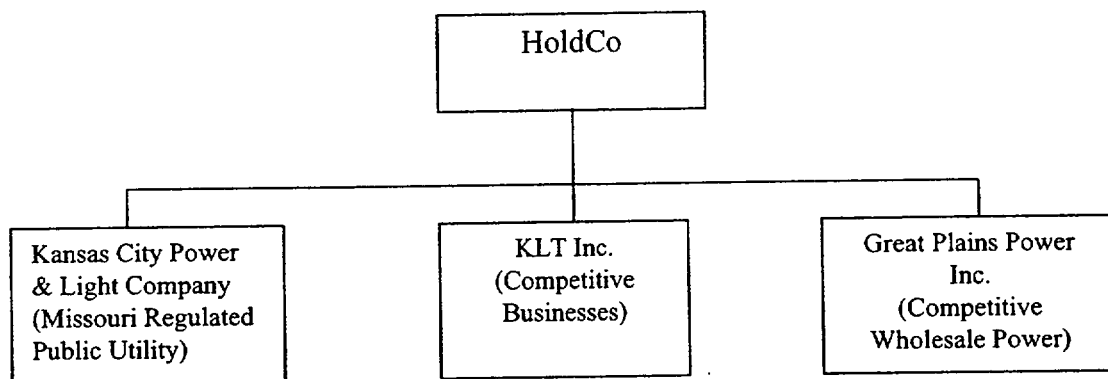 HoldCo
Kansas City Power
& Light Company
(Missouri Regulated
Public Utility)
KLT Inc.
(Competitive
Businesses)
Great Plains Power
Inc.
(Competitive
Wholesale Power)